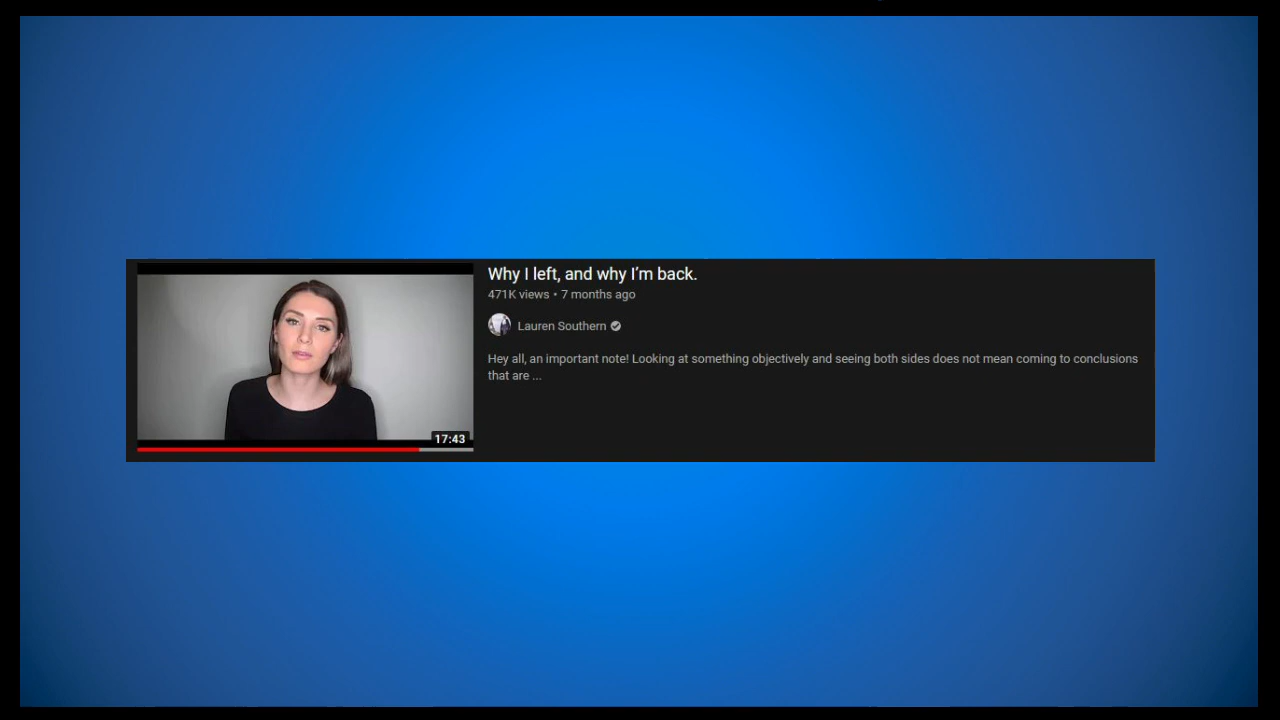 Why I left, and why I’m back.
471K views • 7 months ago
Lauren Southern
Hey all, an important note! Looking at something objectively and seeing both sides does not mean coming to conclusions
that are ...
17:43